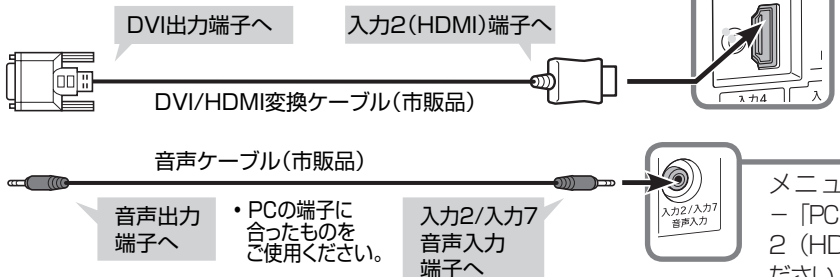 DVI出力端子へ
入力2(HDMI)端子へ
DVI/HDMI変換ケーブル(市販品)
入力4
入
音声ケーブル(市販品)
音声出力
端子へ
・PCの端子に
合ったものを
ご使用ください。
入力2/入力7
音声入力
端子へ
入力2/入力7
音声入力
メニュ
－「PC
2（HD
ださい